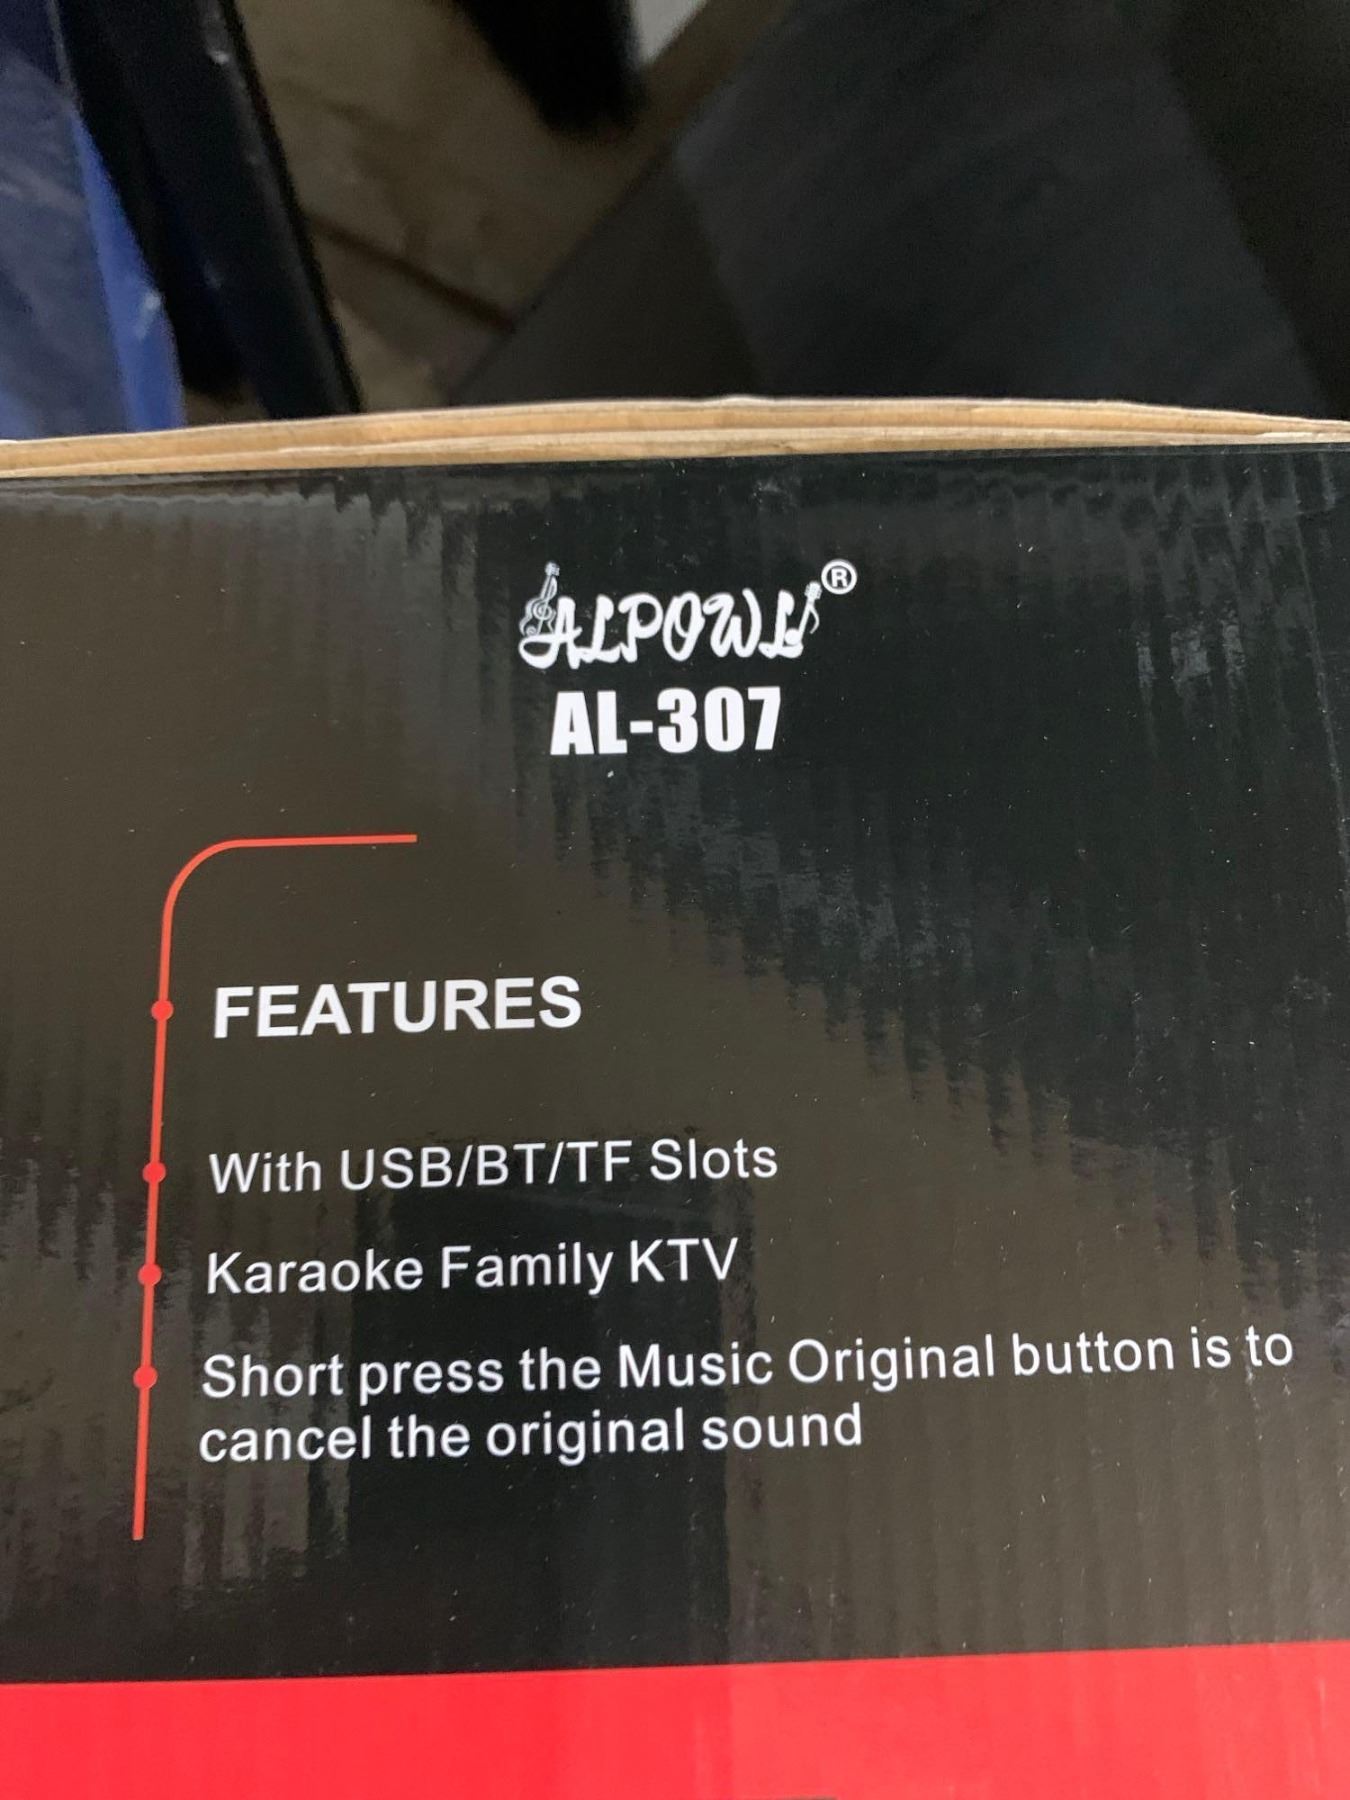 ALPOWL®
AL-307
FEATURES
With USB/BT/TF Slots
Karaoke Family KTV
Short press the Music Original button is to
cancel the original sound